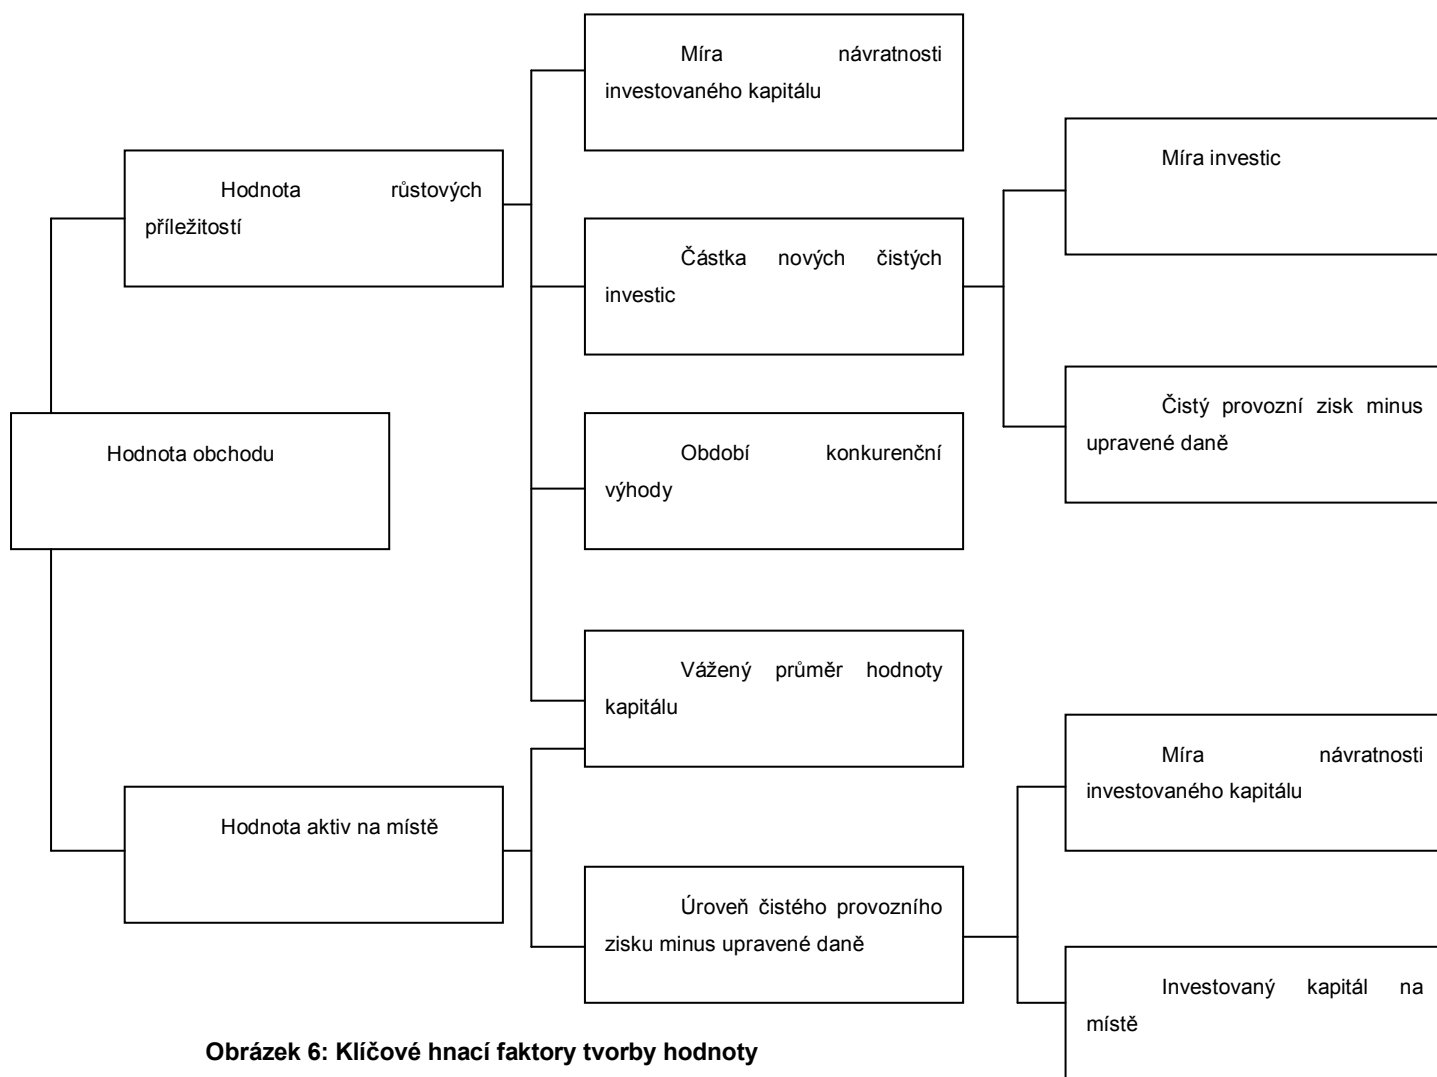 Míra návratnosti
investovaného kapitálu
Míra investic
Hodnota růstových
příležitostí
Částka nových čistých
investic
Čistý provozní zisk minus
upravené daně
Hodnota obchodu
Období konkurenční
výhody
Vážený průměr hodnoty
kapitálu
Míra návratnosti
investovaného kapitálu
Hodnota aktiv na místě
Úroveň čistého provozního
zisku minus upravené daně
Investovaný kapitál na
místě
Obrázek 6: Klíčové hnací faktory tvorby hodnoty